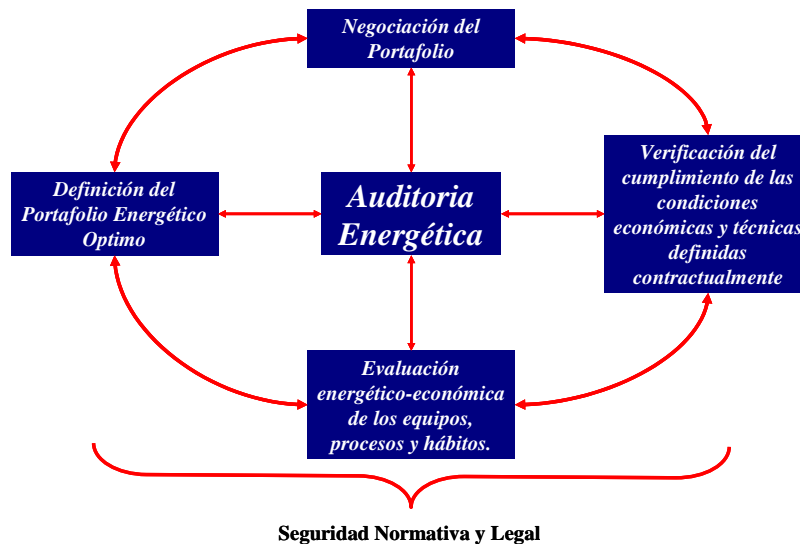 Negociación del
Portafolio
Definición del
Portafolio Energético
Optimo
Auditoria
Energética
Verificación del
cumplimiento de las
condiciones
económicas y técnicas
definidas
contractualmente
Evaluación
energético-económica
de los equipos,
procesos y hábitos.
Seguridad Normativa y Legal